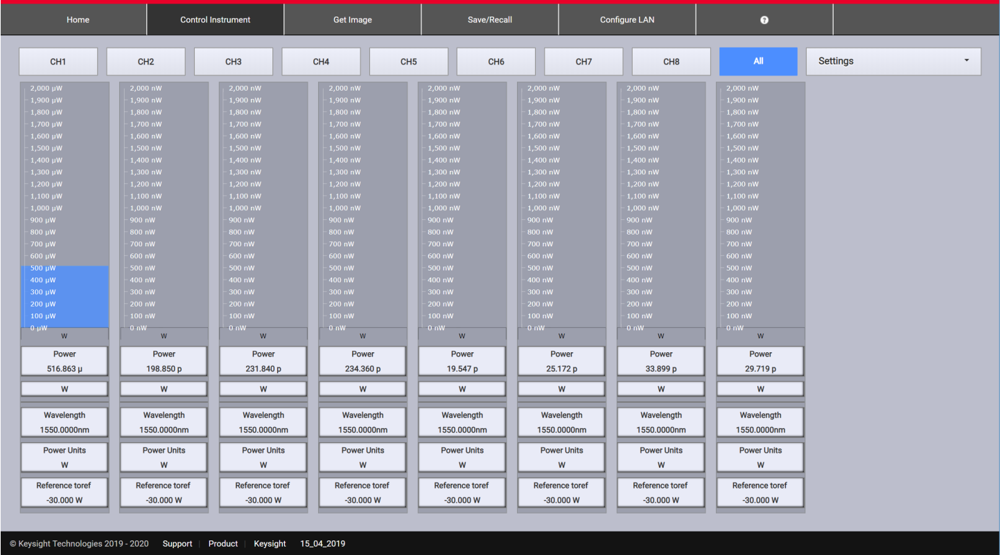 Home Control Instrument Get Image Save/Recall Configure LAN ?
CH1 CH2 CH3 CH4 CH5 CH6 CH7 CH8 All Settings
2,000 µW 2,000 nW 2,000 nW 2,000 nW 2,000 nW 2,000 nW 2,000 nW 2,000 nW
1,900 µW 1,900 nW 1,900 nW 1,900 nW 1,900 nW 1,900 nW 1,900 nW 1,900 nW
1,800 µW 1,800 nW 1,800 nW 1,800 nW 1,800 nW 1,800 nW 1,800 nW 1,800 nW
1,700 µW 1,700 nW 1,700 nW 1,700 nW 1,700 nW 1,700 nW 1,700 nW 1,700 nW
1,600 µW 1,600 nW 1,600 nW 1,600 nW 1,600 nW 1,600 nW 1,600 nW 1,600 nW
1,500 µW 1,500 nW 1,500 nW 1,500 nW 1,500 nW 1,500 nW 1,500 nW 1,500 nW
1,400 µW 1,400 nW 1,400 nW 1,400 nW 1,400 nW 1,400 nW 1,400 nW 1,400 nW
1,300 µW 1,300 nW 1,300 nW 1,300 nW 1,300 nW 1,300 nW 1,300 nW 1,300 nW
1,200 µW 1,200 nW 1,200 nW 1,200 nW 1,200 nW 1,200 nW 1,200 nW 1,200 nW
1,100 µW 1,100 nW 1,100 nW 1,100 nW 1,100 nW 1,100 nW 1,100 nW 1,100 nW
1,000 µW 1,000 nW 1,000 nW 1,000 nW 1,000 nW 1,000 nW 1,000 nW 1,000 nW
900 µW 900 nW 900 nW 900 nW 900 nW 900 nW 900 nW 900 nW
800 µW 800 nW 800 nW 800 nW 800 nW 800 nW 800 nW 800 nW
700 µW 700 nW 700 nW 700 nW 700 nW 700 nW 700 nW 700 nW
600 µW 600 nW 600 nW 600 nW 600 nW 600 nW 600 nW 600 nW
500 µW 500 nW 500 nW 500 nW 500 nW 500 nW 500 nW 500 nW
400 µW 400 nW 400 nW 400 nW 400 nW 400 nW 400 nW 400 nW
300 µW 300 nW 300 nW 300 nW 300 nW 300 nW 300 nW 300 nW
200 µW 200 nW 200 nW 200 nW 200 nW 200 nW 200 nW 200 nW
100 µW 100 nW 100 nW 100 nW 100 nW 100 nW 100 nW 100 nW
0 µW 0 nW 0 nW 0 nW 0 nW 0 nW 0 nW 0 nW
W W W W W W W W
Power Power Power Power Power Power Power Power
516.863 µ 198.850 p 231.840 p 234.360 p 19.547 p 25.172 p 33.899 p 29.719 p
W W W W W W W W
Wavelength Wavelength Wavelength Wavelength Wavelength Wavelength Wavelength Wavelength
1550.0000nm 1550.0000nm 1550.0000nm 1550.0000nm 1550.0000nm 1550.0000nm 1550.0000nm 1550.0000nm
Power Units Power Units Power Units Power Units Power Units Power Units Power Units Power Units
W W W W W W W W
Reference toref Reference toref Reference toref Reference toref Reference toref Reference toref Reference toref Reference toref
-30.000 W -30.000 W -30.000 W -30.000 W -30.000 W -30.000 W -30.000 W -30.000 W
© Keysight Technologies 2019 - 2020 Support | Product | Keysight 15_04_2019